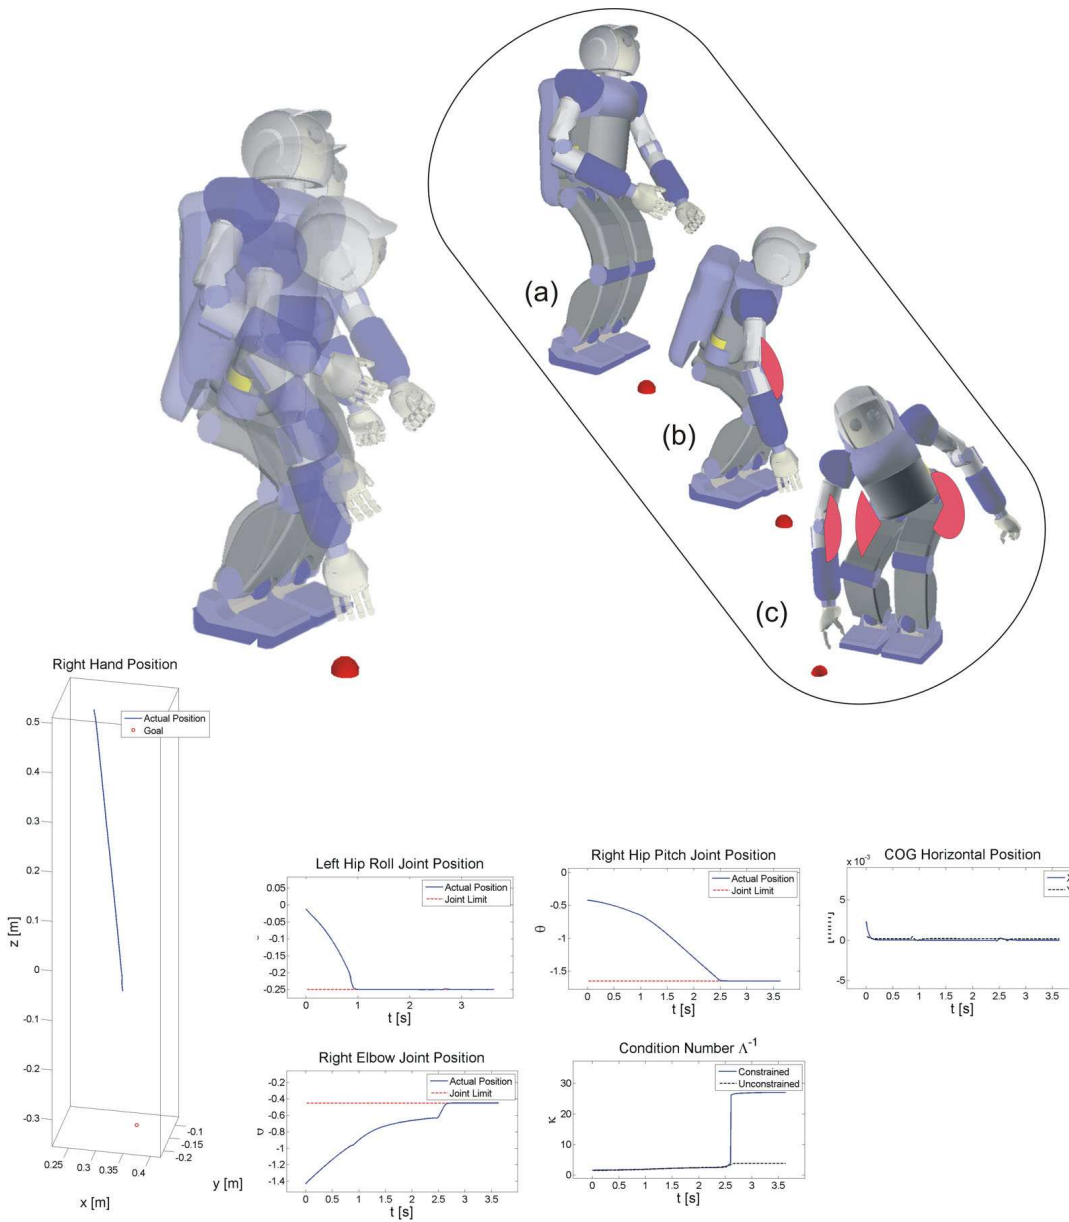 (a)
(b)
(c)
Right Hand Position
Actual Position
Goal
0.5
0.4
0.3
0.2
0.1
0
-0.1
-0.2
-0.3
z [m]
0.25
0.3
0.35
0.4
x [m]
-0.1
-0.15
-0.2
y [m]
Left Hip Roll Joint Position
Actual Position
Joint Limit
0.05
0
-0.05
-0.1
-0.15
-0.2
-0.25
0
1
2
3
t [s]
Right Hip Pitch Joint Position
Actual Position
Joint Limit
0
-0.5
-1
-1.5
θ
0 0.5 1 1.5 2 2.5 3 3.5
t [s]
COG Horizontal Position
x 10⁻³
X
5
0
-5
0 0.5 1 1.5 2 2.5 3 3.5
t [s]
Right Elbow Joint Position
Actual Position
Joint Limit
-0.2
-0.4
-0.6
-0.8
-1
-1.2
-1.4
0 0.5 1 1.5 2 2.5 3 3.5
t [s]
Condition Number Λ⁻¹
Constrained
Unconstrained
30
20
10
0
κ
0 0.5 1 1.5 2 2.5 3 3.5
t [s]